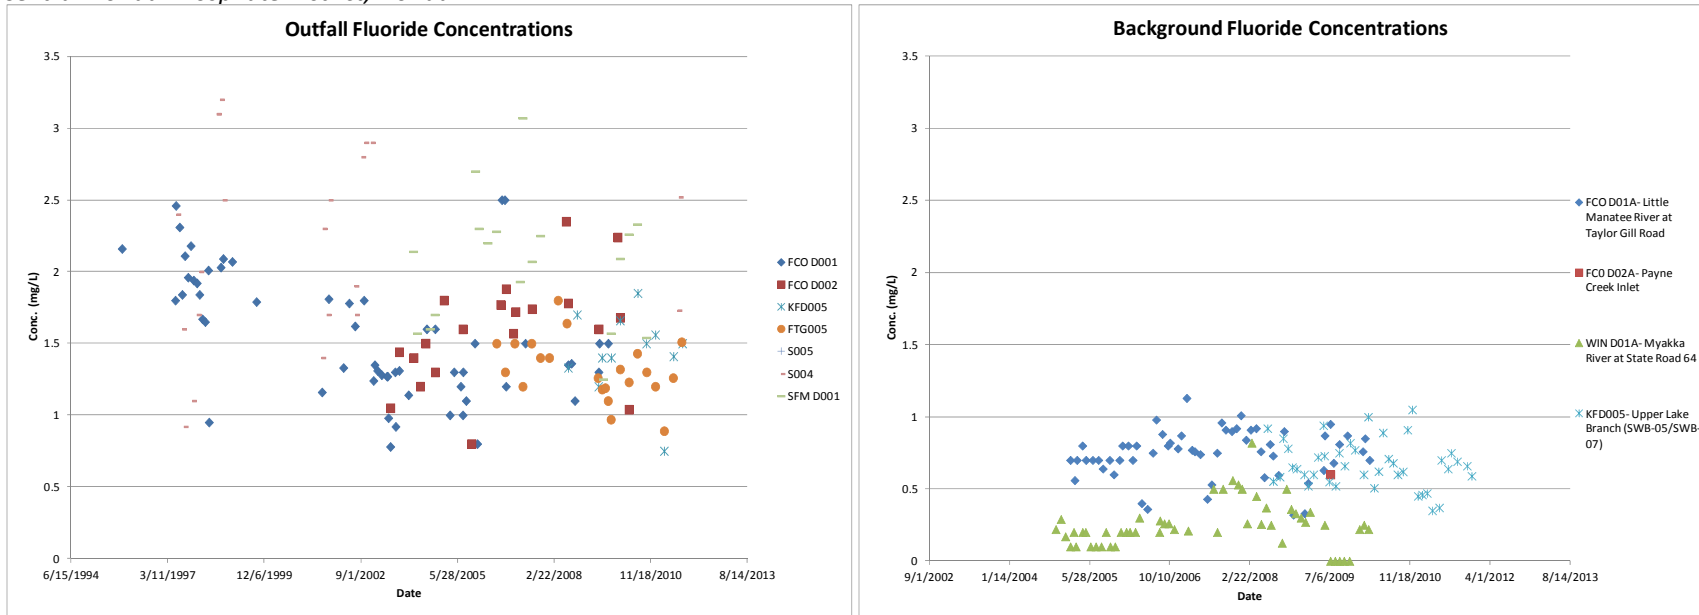 Outfall Fluoride Concentrations
3.5
3
2.5
2
1.5
1
0.5
0
Conc. (mg/L)
6/15/1994
3/11/1997
12/6/1999
9/1/2002
5/28/2005
2/22/2008
11/18/2010
8/14/2013
Date
FCO D001
FCO D002
KFD005
FTG005
S005
S004
SFM D001
Background Fluoride Concentrations
3.5
3
2.5
2
1.5
1
0.5
0
Conc. (mg/L)
9/1/2002
1/14/2004
5/28/2005
10/10/2006
2/22/2008
7/6/2009
11/18/2010
4/1/2012
8/14/2013
Date
FCO D01A- Little
Manatee River at
Taylor Gill Road
FC0 D02A- Payne
Creek Inlet
WIN D01A- Myakka
River at State Road 64
KFD005- Upper Lake
Branch (SWB-05/SWB-
07)